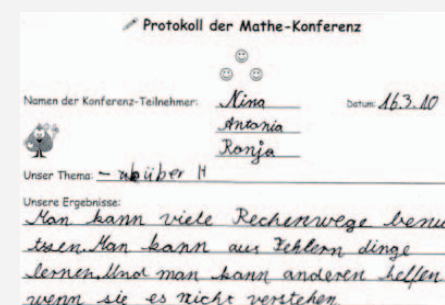 Protokoll der Mathe-Konferenz
Namen der Konferenz-Teilnehmer: Nina Datum: 16.3.10
Antonia
Ronja
Unser Thema: - über H
Unsere Ergebnisse:
Man kann viele Rechenwege benu
tzen. Man kann aus Fehlern dinge
lernen. Und man kann anderen helfen
wenn sie es nicht verstehen